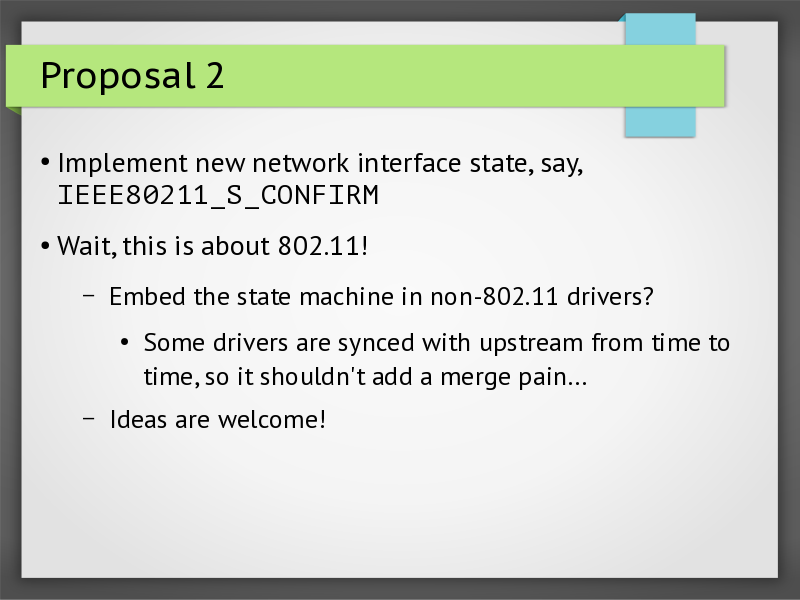 Proposal 2
• Implement new network interface state, say,
IEEE80211_S_CONFIRM
• Wait, this is about 802.11!
– Embed the state machine in non-802.11 drivers?
• Some drivers are synced with upstream from time to
time, so it shouldn't add a merge pain...
– Ideas are welcome!